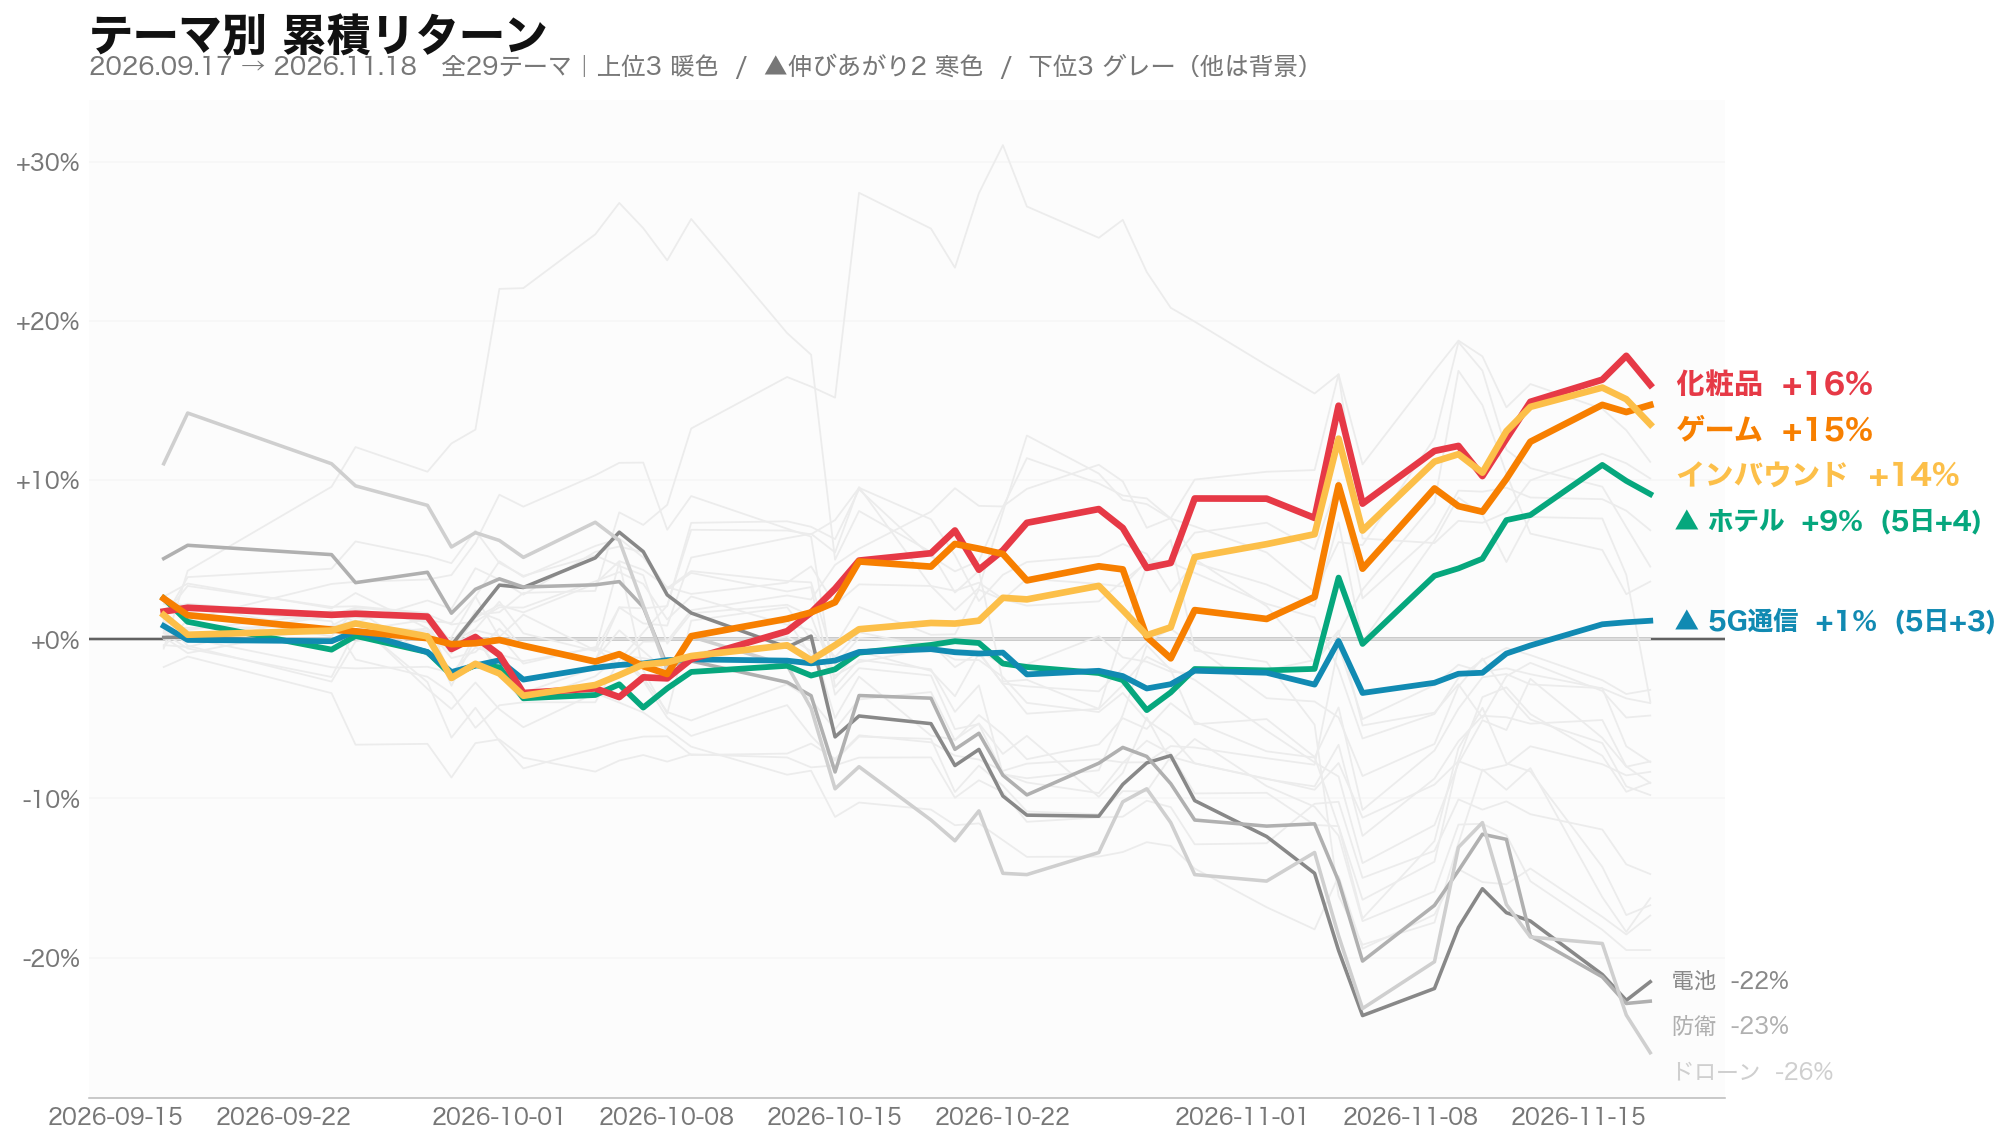 テーマ別 累積リターン
2026.09.17 → 2026.11.18　全29テーマ｜上位3 暖色 / ▲伸びあがり2 寒色 / 下位3 グレー（他は背景）
+30%
+20%
+10%
+0%
-10%
-20%
化粧品 +16%
ゲーム +15%
インバウンド +14%
▲ ホテル +9% (5日+4)
▲ 5G通信 +1% (5日+3)
電池 -22%
防衛 -23%
ドローン -26%
2026-09-15 2026-09-22 2026-10-01 2026-10-08 2026-10-15 2026-10-22 2026-11-01 2026-11-08 2026-11-15